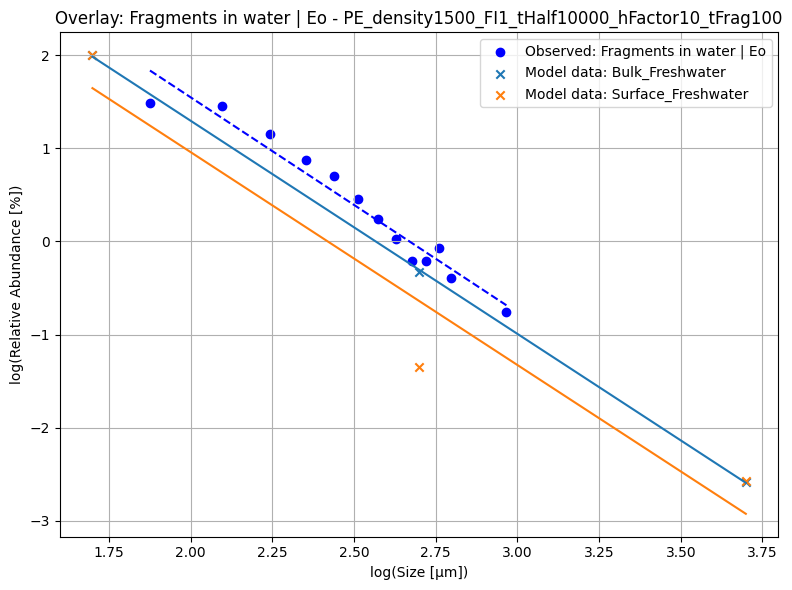 Overlay: Fragments in water | Eo - PE_density1500_FI1_tHalf10000_hFactor10_tFrag100
Observed: Fragments in water | Eo
Model data: Bulk_Freshwater
Model data: Surface_Freshwater
log(Relative Abundance [%])
2
1
0
−1
−2
−3
1.75 2.00 2.25 2.50 2.75 3.00 3.25 3.50 3.75
log(Size [μm])